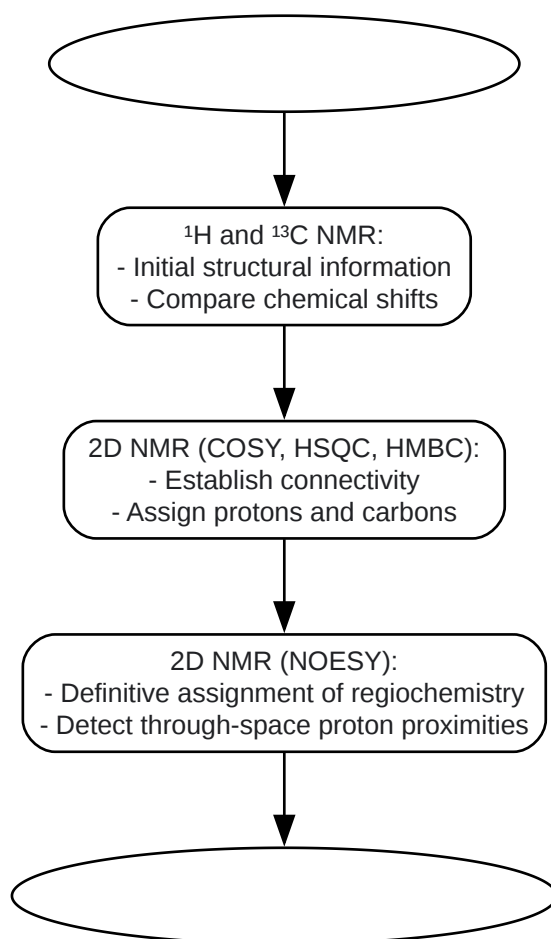 ¹H and ¹³C NMR:
- Initial structural information
- Compare chemical shifts
2D NMR (COSY, HSQC, HMBC):
- Establish connectivity
- Assign protons and carbons
2D NMR (NOESY):
- Definitive assignment of regiochemistry
- Detect through-space proton proximities